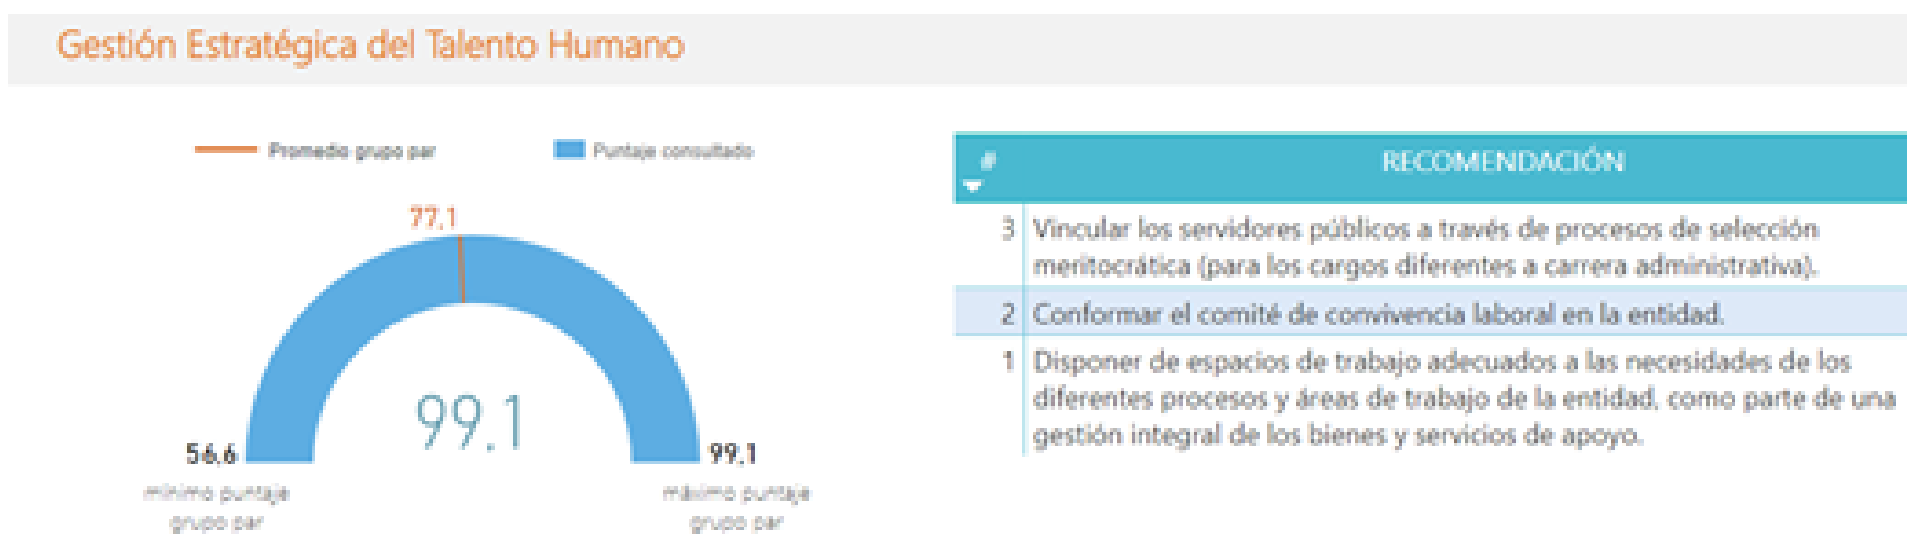 Gestión Estratégica del Talento Humano
Promedio grupo par
Puntaje consultado
77,1
99,1
56,6
mínimo puntaje
grupo par
99,1
máximo puntaje
grupo par
# RECOMENDACIÓN
3 Vincular los servidores públicos a través de procesos de selección
meritocrática (para los cargos diferentes a carrera administrativa).
2 Conformar el comité de convivencia laboral en la entidad.
1 Disponer de espacios de trabajo adecuados a las necesidades de los
diferentes procesos y áreas de trabajo de la entidad, como parte de una
gestión integral de los bienes y servicios de apoyo.